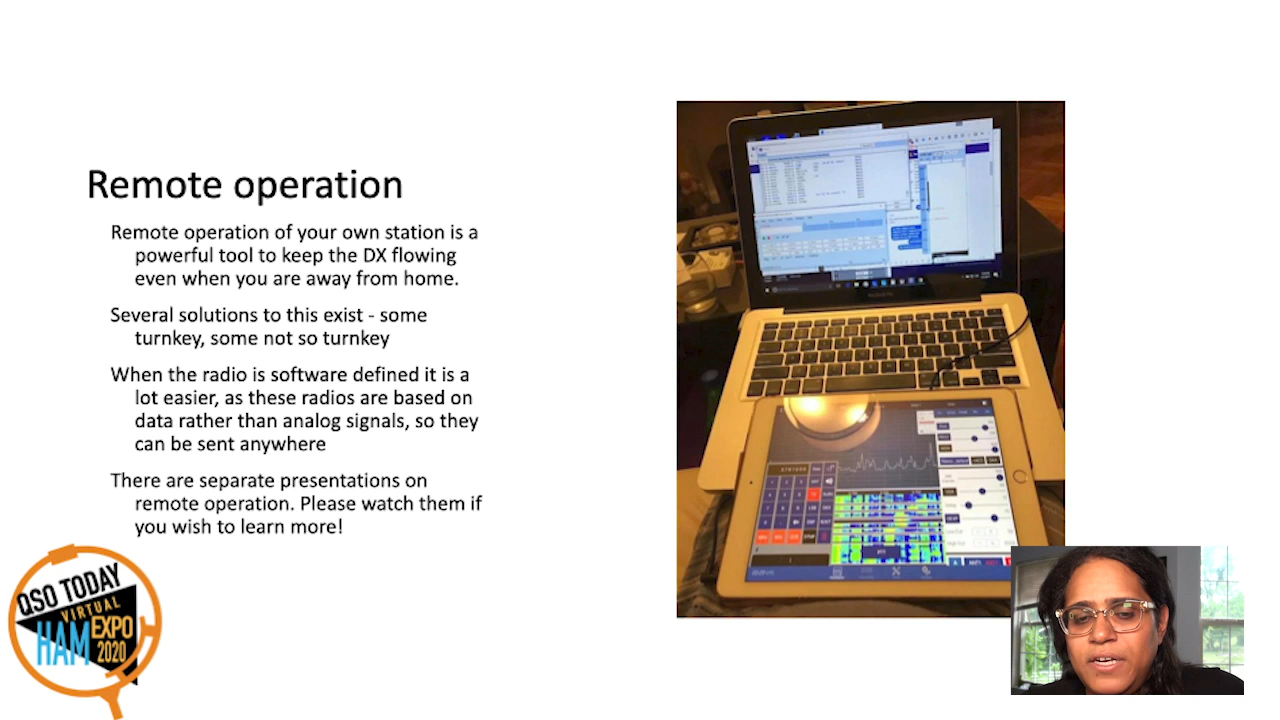 Remote operation
Remote operation of your own station is a
powerful tool to keep the DX flowing
even when you are away from home.
Several solutions to this exist - some
turnkey, some not so turnkey
When the radio is software defined it is a
lot easier, as these radios are based on
data rather than analog signals, so they
can be sent anywhere
There are separate presentations on
remote operation. Please watch them if
you wish to learn more!
QSO TODAY
VIRTUAL
HAM EXPO
2020